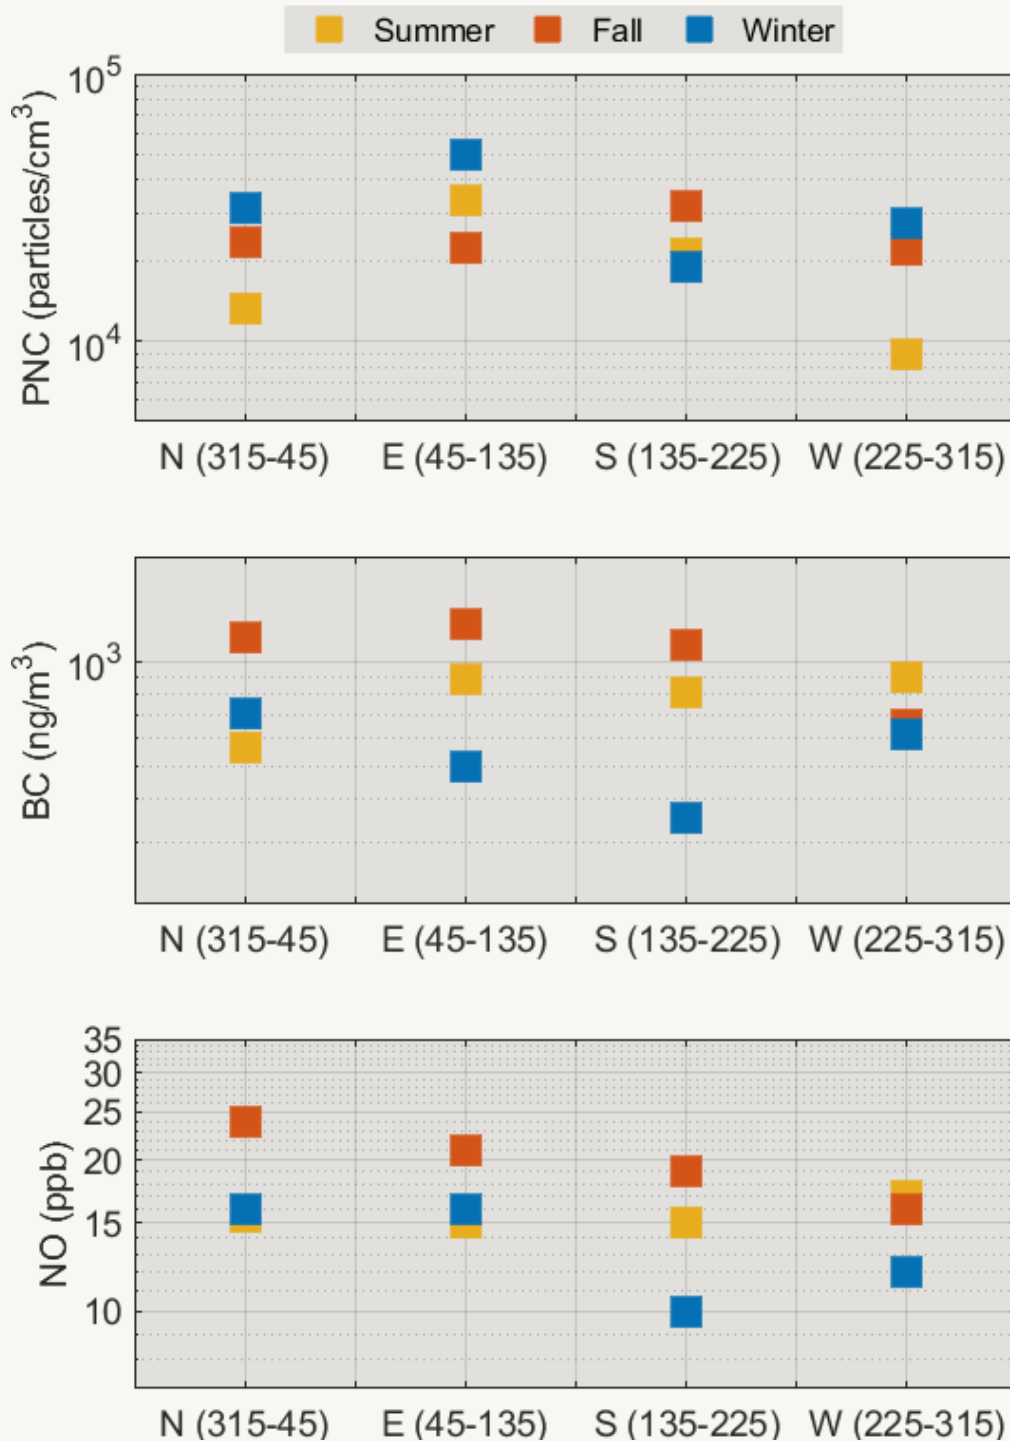 Summer Fall Winter
10^5
10^4
PNC (particles/cm^3)
N (315-45) E (45-135) S (135-225) W (225-315)
10^3
BC (ng/m^3)
N (315-45) E (45-135) S (135-225) W (225-315)
35
30
25
20
15
10
NO (ppb)
N (315-45) E (45-135) S (135-225) W (225-315)